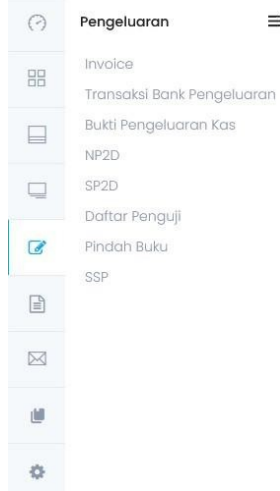 Pengeluaran
Invoice
Transaksi Bank Pengeluaran
Bukti Pengeluaran Kas
NP2D
SP2D
Daftar Penguji
Pindah Buku
SSP